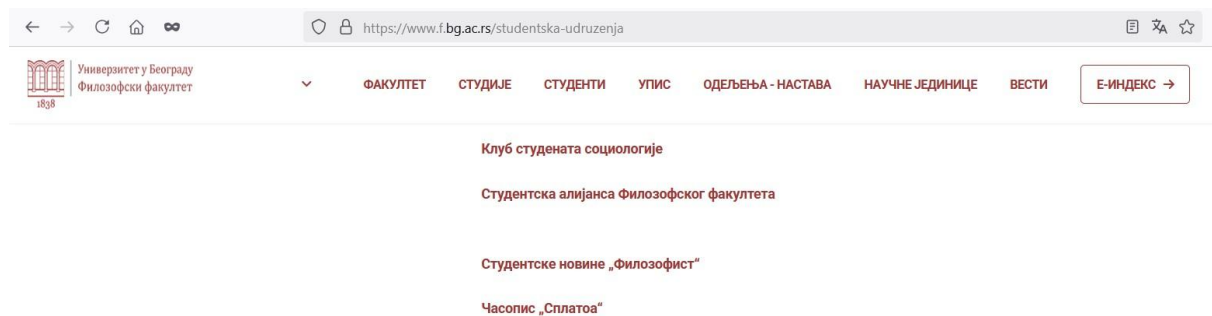 https://www.f.bg.ac.rs/studentska-udruzenja
Универзитет у Београду
Филозофски факултет
1838
ФАКУЛТЕТ СТУДИЈЕ СТУДЕНТИ УПИС ОДЕЉЕЊА - НАСТАВА НАУЧНЕ ЈЕДИНИЦЕ ВЕСТИ Е-ИНДЕКС →
Клуб студената социологије
Студентска алијанса Филозофског факултета
Студентске новине „Филозофист“
Часопис „Сплатоа“